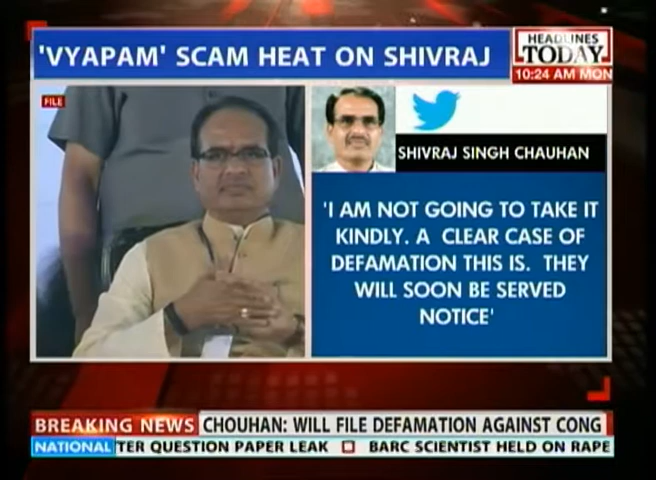 'VYAPAM' SCAM HEAT ON SHIVRAJ
HEADLINES
TODAY
10:24 AM MON
FILE
SHIVRAJ SINGH CHAUHAN
'I AM NOT GOING TO TAKE IT
KINDLY. A CLEAR CASE OF
DEFAMATION THIS IS. THEY
WILL SOON BE SERVED
NOTICE'
BREAKING NEWS CHOUHAN: WILL FILE DEFAMATION AGAINST CONG
NATIONAL TER QUESTION PAPER LEAK BARC SCIENTIST HELD ON RAPE